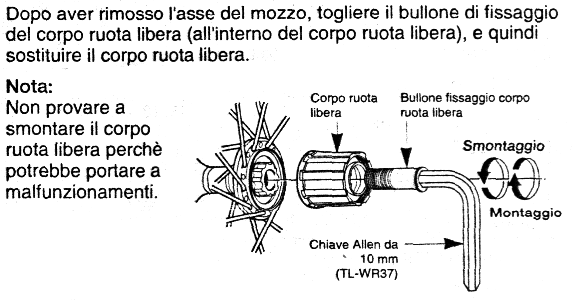 Dopo aver rimosso l'asse del mozzo, togliere il bullone di fissaggio
del corpo ruota libera (all'interno del corpo ruota libera), e quindi
sostituire il corpo ruota libera.
Nota:
Non provare a
smontare il corpo
ruota libera perchè
potrebbe portare a
malfunzionamenti.
Corpo ruota
libera
Bullone fissaggio corpo
ruota libera
Smontaggio
Montaggio
Chiave Allen da
10 mm
(TL-WR37)